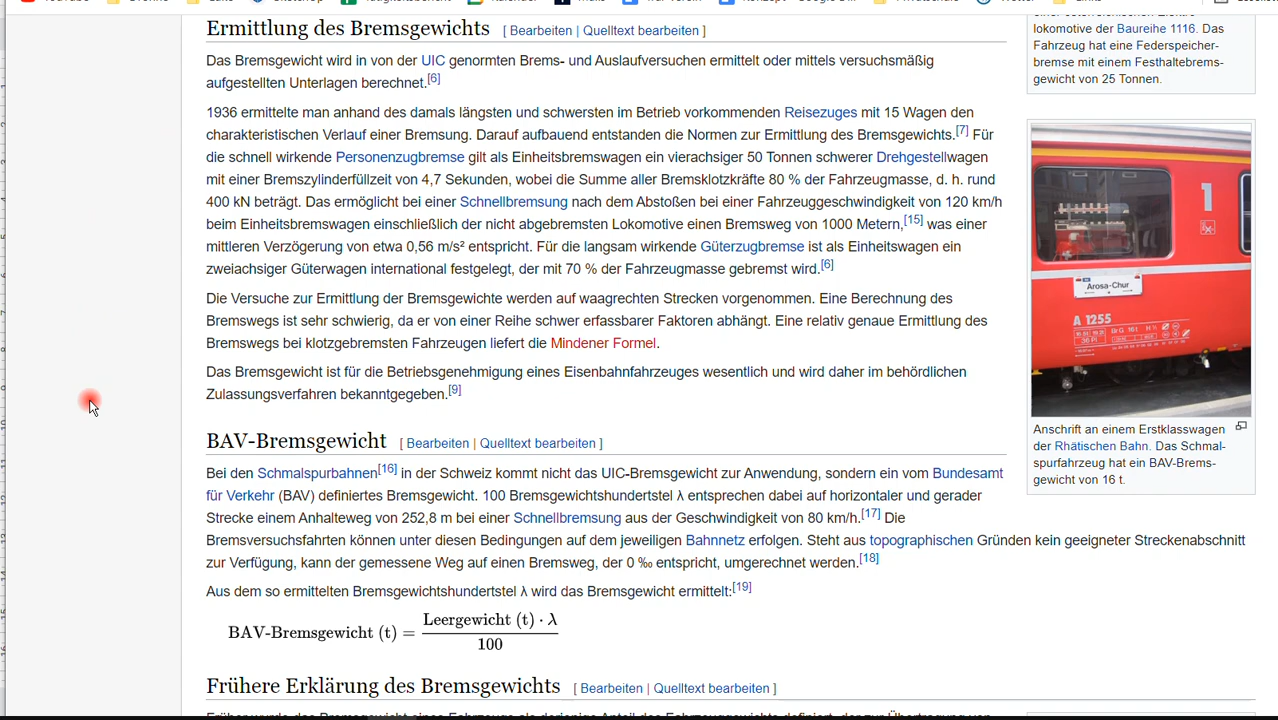 YouTube
Ermittlung des Bremsgewichts [ Bearbeiten | Quelltext bearbeiten ]
Das Bremsgewicht wird in von der UIC genormten Brems- und Auslaufversuchen ermittelt oder mittels versuchsmäßig
aufgestellten Unterlagen berechnet.[6]
1936 ermittelte man anhand des damals längsten und schwersten im Betrieb vorkommenden Reisezuges mit 15 Wagen den
charakteristischen Verlauf einer Bremsung. Darauf aufbauend entstanden die Normen zur Ermittlung des Bremsgewichts.[7] Für
die schnell wirkende Personenzugbremse gilt als Einheitsbremswagen ein vierachsiger 50 Tonnen schwerer Drehgestellwagen
mit einer Bremszylinderfüllzeit von 4,7 Sekunden, wobei die Summe aller Bremsklotzkräfte 80 % der Fahrzeugmasse, d. h. rund
400 kN beträgt. Das ermöglicht bei einer Schnellbremsung nach dem Abstoßen bei einer Fahrzeuggeschwindigkeit von 120 km/h
beim Einheitsbremswagen einschließlich der nicht abgebremsten Lokomotive einen Bremsweg von 1000 Metern,[15] was einer
mittleren Verzögerung von etwa 0,56 m/s² entspricht. Für die langsam wirkende Güterzugbremse ist als Einheitswagen ein
zweiachsiger Güterwagen international festgelegt, der mit 70 % der Fahrzeugmasse gebremst wird.[6]
Die Versuche zur Ermittlung der Bremsgewichte werden auf waagrechten Strecken vorgenommen. Eine Berechnung des
Bremswegs ist sehr schwierig, da er von einer Reihe schwer erfassbarer Faktoren abhängt. Eine relativ genaue Ermittlung des
Bremswegs bei klotzgebremsten Fahrzeugen liefert die Mindener Formel.
Das Bremsgewicht ist für die Betriebsgenehmigung eines Eisenbahnfahrzeuges wesentlich und wird daher im behördlichen
Zulassungsverfahren bekanntgegeben.[9]
BAV-Bremsgewicht [ Bearbeiten | Quelltext bearbeiten ]
Bei den Schmalspurbahnen[16] in der Schweiz kommt nicht das UIC-Bremsgewicht zur Anwendung, sondern ein vom Bundesamt
für Verkehr (BAV) definiertes Bremsgewicht. 100 Bremsgewichtshundertstel λ entsprechen dabei auf horizontaler und gerader
Strecke einem Anhalteweg von 252,8 m bei einer Schnellbremsung aus der Geschwindigkeit von 80 km/h.[17] Die
Bremsversuchsfahrten können unter diesen Bedingungen auf dem jeweiligen Bahnnetz erfolgen. Steht aus topographischen Gründen kein geeigneter Streckenabschnitt
zur Verfügung, kann der gemessene Weg auf einen Bremsweg, der 0 ‰ entspricht, umgerechnet werden.[18]
Aus dem so ermittelten Bremsgewichtshundertstel λ wird das Bremsgewicht ermittelt:[19]
BAV-Bremsgewicht (t) = Leergewicht (t) · λ
100
Frühere Erklärung des Bremsgewichts [ Bearbeiten | Quelltext bearbeiten ]
lokomotive der Baureihe 1116. Das
Fahrzeug hat eine Federspeicher-
bremse mit einem Festhaltebrems-
gewicht von 25 Tonnen.
1
Arosa-Chur
A 1255
Anschrift an einem Erstklasswagen
der Rhätischen Bahn. Das Schmal-
spurfahrzeug hat ein BAV-Brems-
gewicht von 16 t.